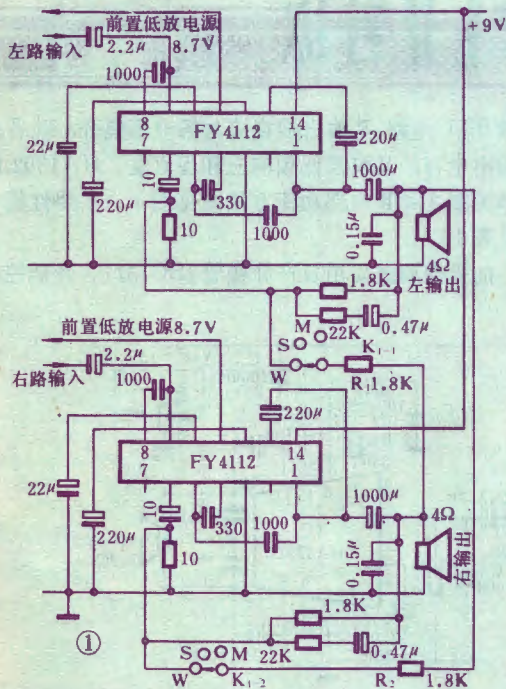 前置低放电源
+9V
2.2μ 8.7V
左路输入
1000
8 14
7 FY4112 1
22μ
220μ
10
330
220μ
1000μ
10
1000
0.15μ
4Ω
左输出
1.8K
22K 0.47μ
M
S
K₁₋₁
W R₁ 1.8K
前置低放电源8.7V
2.2μ
右路输入
1000
220μ
8 14
7 FY4112 1
22μ
220μ
10
330
1000
1000μ
4Ω
10
0.15μ
右输出
1.8K
① S M 22K 0.47μ
W K₁₋₂ R₂ 1.8K